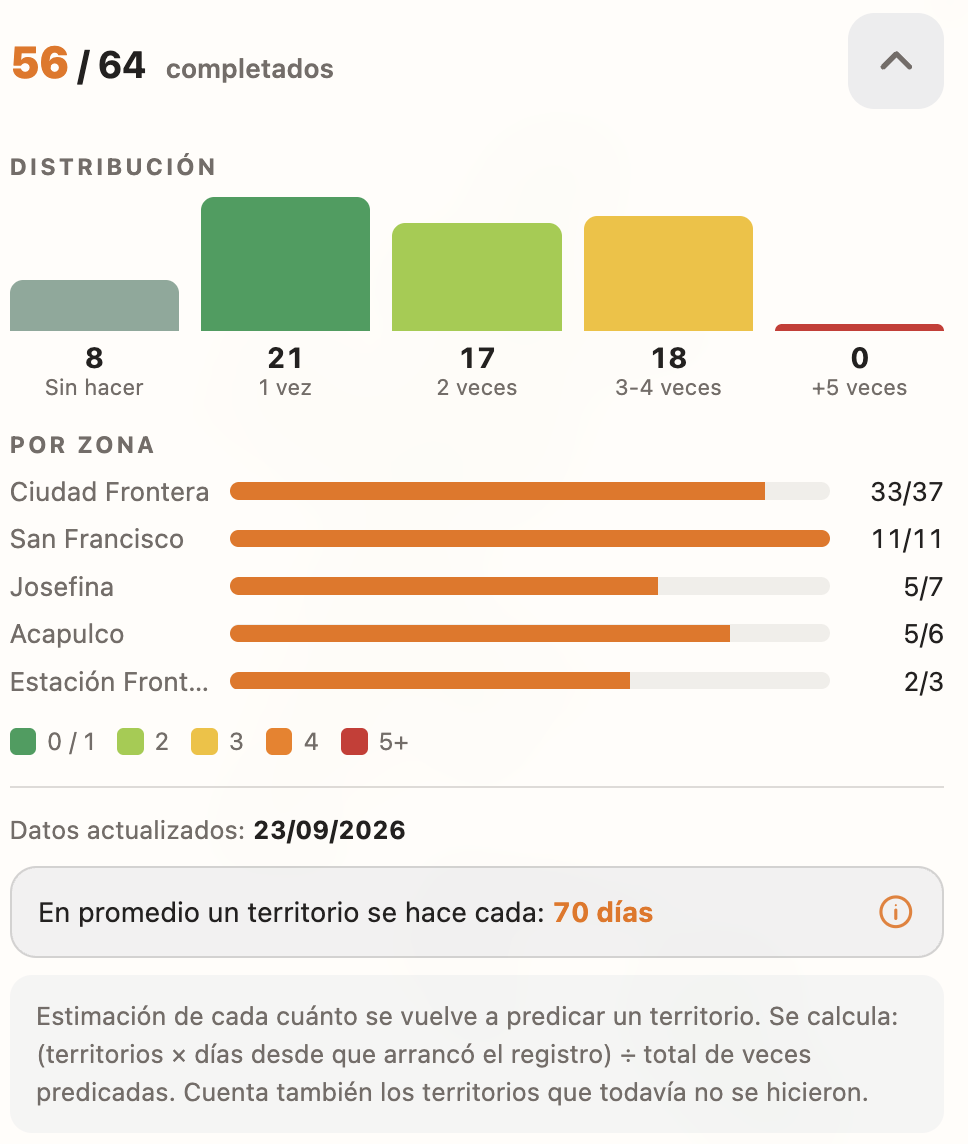 56 / 64 completados
DISTRIBUCIÓN
8 21 17 18 0
Sin hacer 1 vez 2 veces 3-4 veces +5 veces
POR ZONA
Ciudad Frontera 33/37
San Francisco 11/11
Josefina 5/7
Acapulco 5/6
Estación Front... 2/3
0 / 1 2 3 4 5+
Datos actualizados: 23/09/2026
En promedio un territorio se hace cada: 70 días
Estimación de cada cuánto se vuelve a predicar un territorio. Se calcula:
(territorios × días desde que arrancó el registro) ÷ total de veces
predicadas. Cuenta también los territorios que todavía no se hicieron.